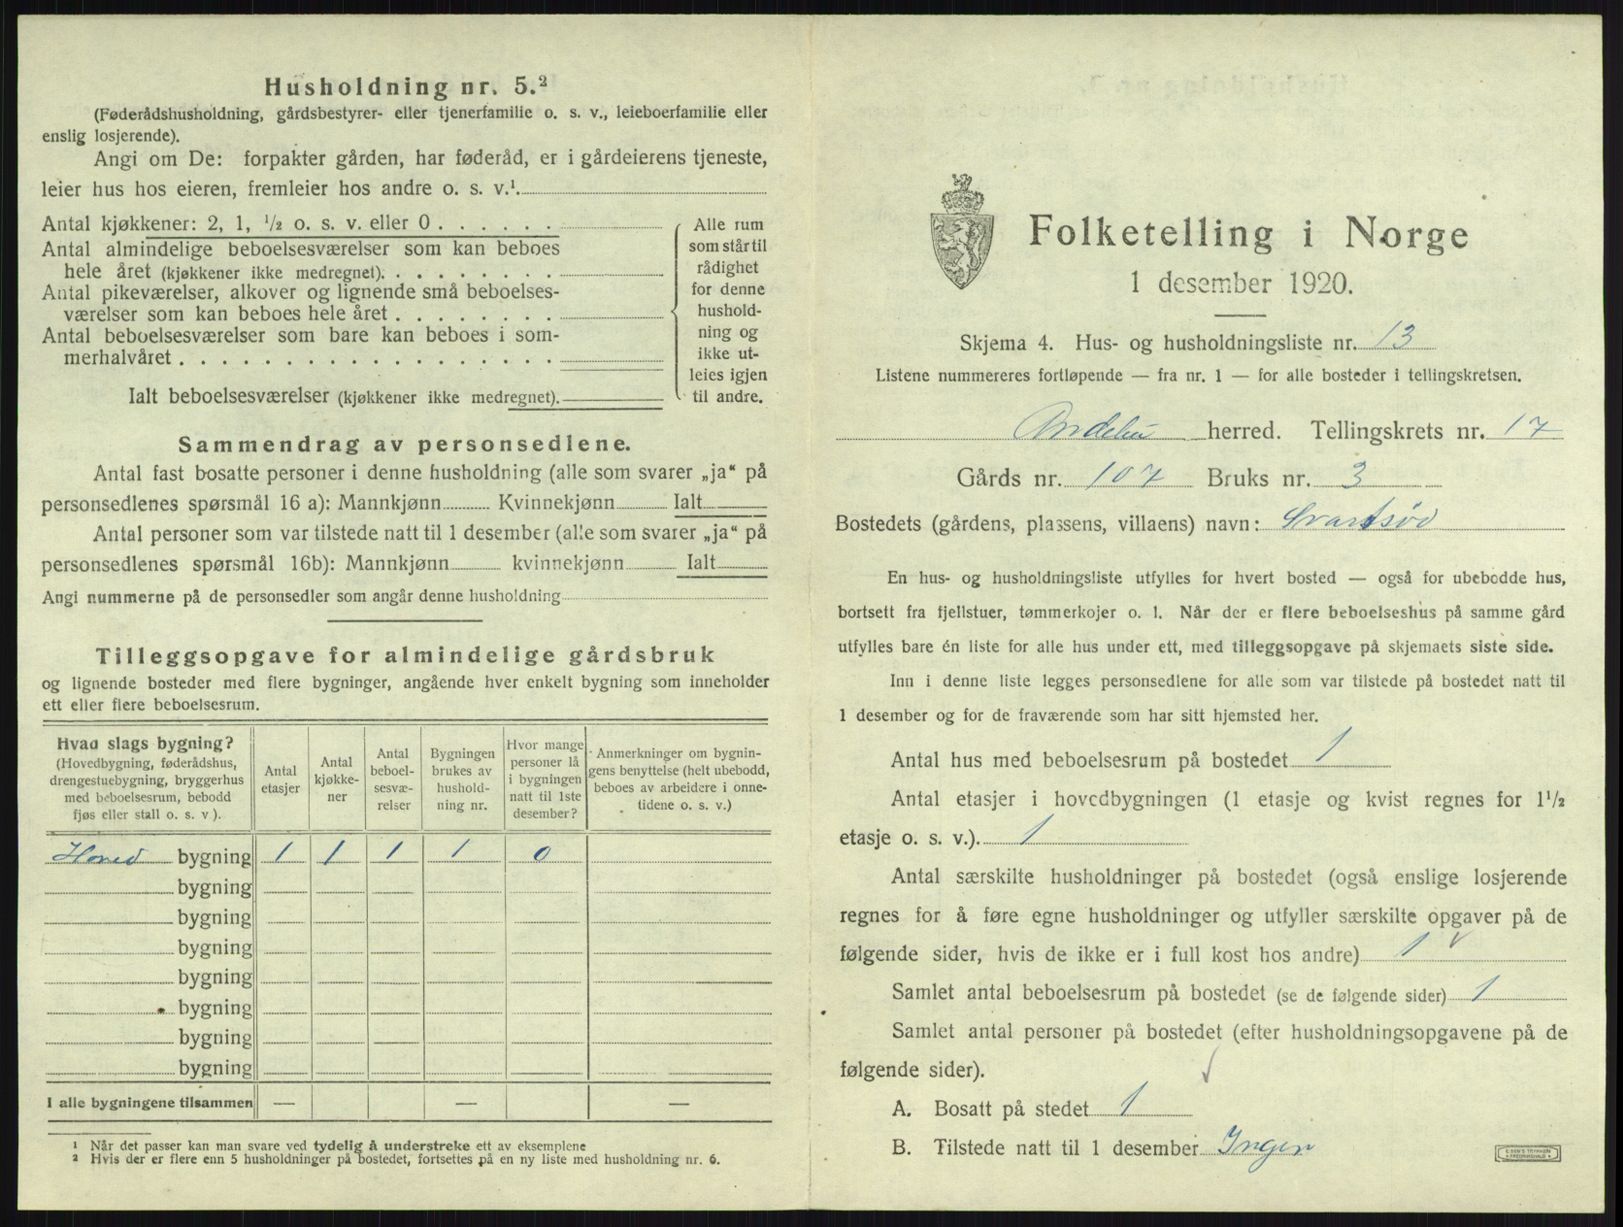 Husholdning nr. 5.²
(Føderådshusholdning, gårdsbestyrer- eller tjenerfamilie o. s. v., leieboerfamilie eller
enslig losjerende).
Angi om De: forpakter gården, har føderåd, er i gårdeierens tjeneste,
leier hus hos eieren, fremleier hos andre o. s. v.¹.
Antal kjøkkener: 2, 1, ½ o. s. v. eller 0 . . . . . .
Antal almindelige beboelsesværelser som kan beboes
hele året (kjøkkener ikke medregnet). . . . . . . . .
Antal pikeværelser, alkover og lignende små beboelses-
værelser som kan beboes hele året . . . . . . . .
Antal beboelsesværelser som bare kan beboes i som-
merhalvåret . . . . . . . . . . . . . . . . . .
Ialt beboelsesværelser (kjøkkener ikke medregnet).
Alle rum
som står til
rådighet
for denne
hushold-
ning og
ikke ut-
leies igjen
til andre.
Sammendrag av personsedlene.
Antal fast bosatte personer i denne husholdning (alle som svarer „ja“ på
personsedlenes spørsmål 16 a): Mannkjønn Kvinnekjønn Ialt
Antal personer som var tilstede natt til 1 desember (alle som svarer „ja“ på
personsedlenes spørsmål 16b): Mannkjønn kvinnekjønn Ialt
Angi nummerne på de personsedler som angår denne husholdning
Tilleggsopgave for almindelige gårdsbruk
og lignende bosteder med flere bygninger, angående hver enkelt bygning som inneholder
ett eller flere beboelsesrum.
Hvad slags bygning?
(Hovedbygning, føderådshus,
drengestuebygning, bryggerhus
med beboelsesrum, bebodd
fjøs eller stall o. s. v ).
Antal
etasjer
Antal
kjøkke-
ner
Antal
beboel-
sesvæ-
relser
Bygningen
brukes av
hushold-
ning nr.
Hvor mange
personer lå
i bygningen
natt til 1ste
desember?
Anmerkninger om bygnin-
gens benyttelse (helt ubebodd,
beboes av arbeidere i onne-
tidene o. s. v.)
Hoved bygning 1 1 1 1 0
bygning
bygning
bygning
bygning
bygning
bygning
bygning
I alle bygningene tilsammen — — —
¹ Når det passer kan man svare ved tydelig å understreke ett av eksemplene
² Hvis der er flere enn 5 husholdninger på bostedet, fortsettes på en ny liste med husholdning nr. 6.
Folketelling i Norge
1 desember 1920.
Skjema 4. Hus- og husholdningsliste nr. 13
Listene nummereres fortløpende — fra nr. 1 — for alle bosteder i tellingskretsen.
Andebu herred. Tellingskrets nr. 17
Gårds nr. 107 Bruks nr. 3
Bostedets (gårdens, plassens, villaens) navn: Svartsød
En hus- og husholdningsliste utfylles for hvert bosted — også for ubebodde hus,
bortsett fra fjellstuer, tømmerkojer o. l. Når der er flere beboelseshus på samme gård
utfylles bare én liste for alle hus under ett, med tilleggsopgave på skjemaets siste side.
Inn i denne liste legges personsedlene for alle som var tilstede på bostedet natt til
1 desember og for de fraværende som har sitt hjemsted her.
Antal hus med beboelsesrum på bostedet 1
Antal etasjer i hovedbygningen (1 etasje og kvist regnes for 1½
etasje o. s. v.). 1
Antal særskilte husholdninger på bostedet (også enslige losjerende
regnes for å føre egne husholdninger og utfyller særskilte opgaver på de
følgende sider, hvis de ikke er i full kost hos andre) 1
Samlet antal beboelsesrum på bostedet (se de følgende sider) 1
Samlet antal personer på bostedet (efter husholdningsopgavene på de
følgende sider).
A. Bosatt på stedet 1
B. Tilstede natt til 1 desember Ingen